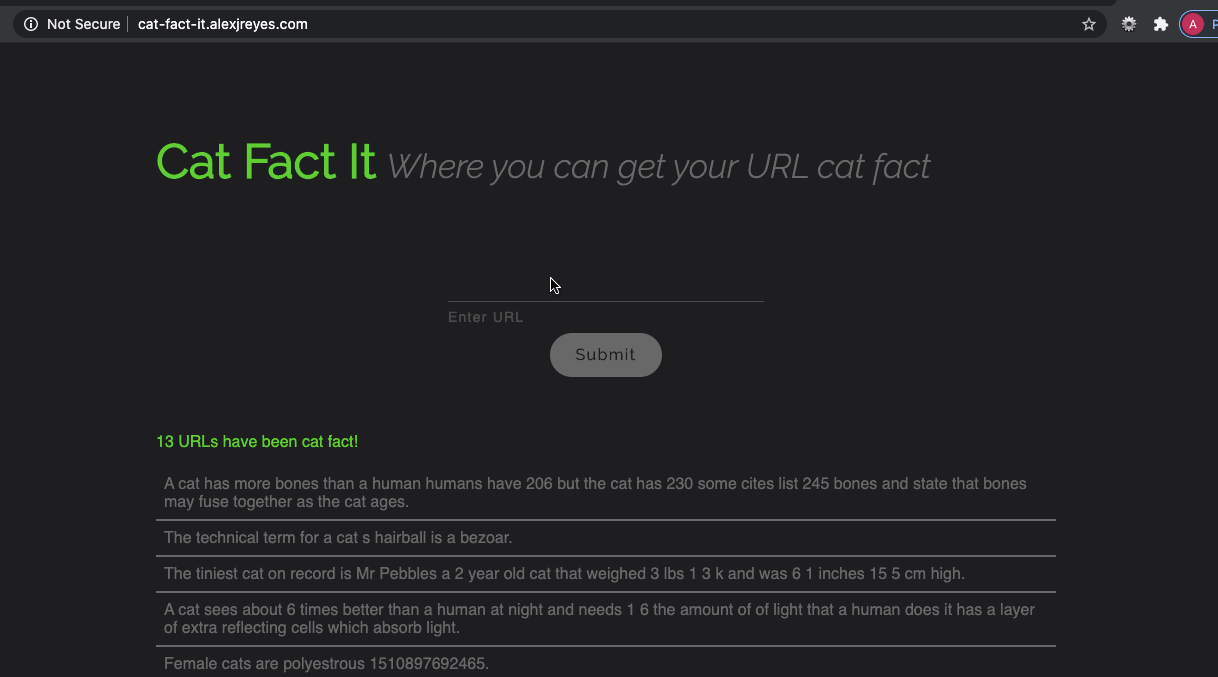 Not Secure cat-fact-it.alexjreyes.com A
Cat Fact It Where you can get your URL cat fact
Enter URL
Submit
13 URLs have been cat fact!
A cat has more bones than a human humans have 206 but the cat has 230 some cites list 245 bones and state that bones
may fuse together as the cat ages.
The technical term for a cat s hairball is a bezoar.
The tiniest cat on record is Mr Pebbles a 2 year old cat that weighed 3 lbs 1 3 k and was 6 1 inches 15 5 cm high.
A cat sees about 6 times better than a human at night and needs 1 6 the amount of of light that a human does it has a layer
of extra reflecting cells which absorb light.
Female cats are polyestrous 1510897692465.